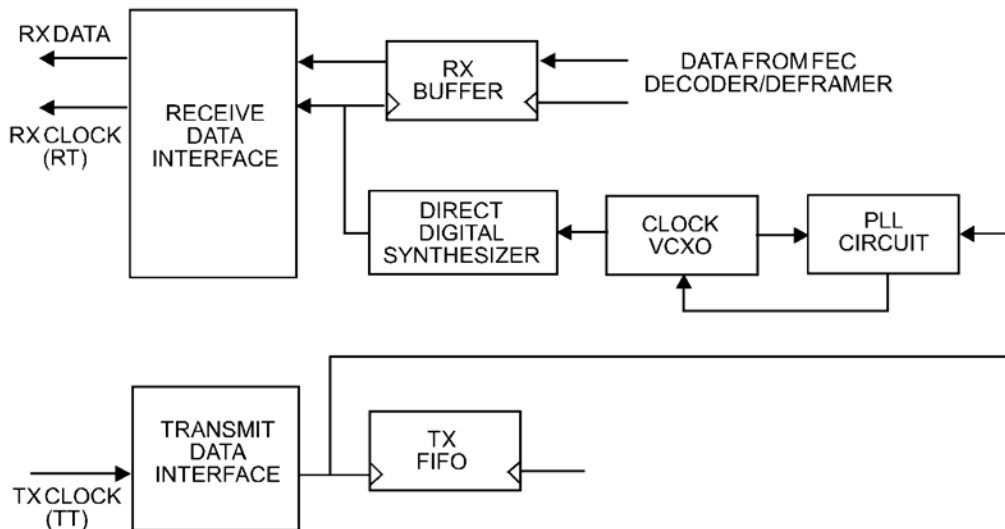 RX DATA
RX CLOCK
(RT)
RECEIVE
DATA
INTERFACE
RX
BUFFER
DATA FROM FEC
DECODER/DEFRAMER
DIRECT
DIGITAL
SYNTHESIZER
CLOCK
VCXO
PLL
CIRCUIT
TRANSMIT
DATA
INTERFACE
TX
FIFO
TX CLOCK
(TT)